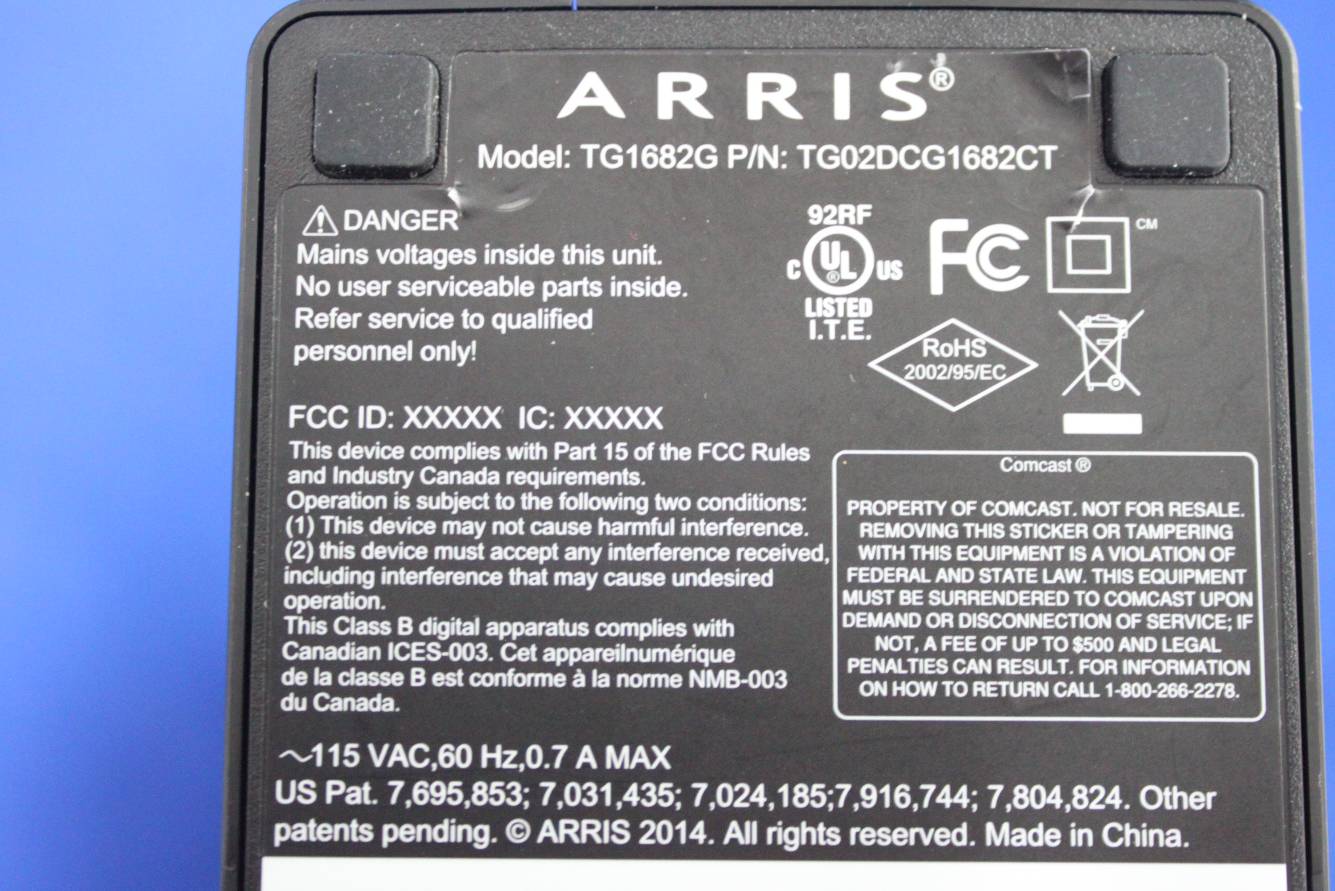 ARRIS®
Model: TG1682G P/N: TG02DCG1682CT
DANGER
Mains voltages inside this unit.
No user serviceable parts inside.
Refer service to qualified
personnel only!
92RF
C UL® US
LISTED
I.T.E.
FC
CM
RoHS
2002/95/EC
FCC ID: XXXXX IC: XXXXX
This device complies with Part 15 of the FCC Rules
and Industry Canada requirements.
Operation is subject to the following two conditions:
(1) This device may not cause harmful interference.
(2) this device must accept any interference received,
including interference that may cause undesired
operation.
This Class B digital apparatus complies with
Canadian ICES-003. Cet appareilnumérique
de la classe B est conforme à la norme NMB-003
du Canada.
Comcast ®
PROPERTY OF COMCAST. NOT FOR RESALE.
REMOVING THIS STICKER OR TAMPERING
WITH THIS EQUIPMENT IS A VIOLATION OF
FEDERAL AND STATE LAW. THIS EQUIPMENT
MUST BE SURRENDERED TO COMCAST UPON
DEMAND OR DISCONNECTION OF SERVICE; IF
NOT, A FEE OF UP TO $500 AND LEGAL
PENALTIES CAN RESULT. FOR INFORMATION
ON HOW TO RETURN CALL 1-800-266-2278.
~115 VAC,60 Hz,0.7 A MAX
US Pat. 7,695,853; 7,031,435; 7,024,185;7,916,744; 7,804,824. Other
patents pending. © ARRIS 2014. All rights reserved. Made in China.